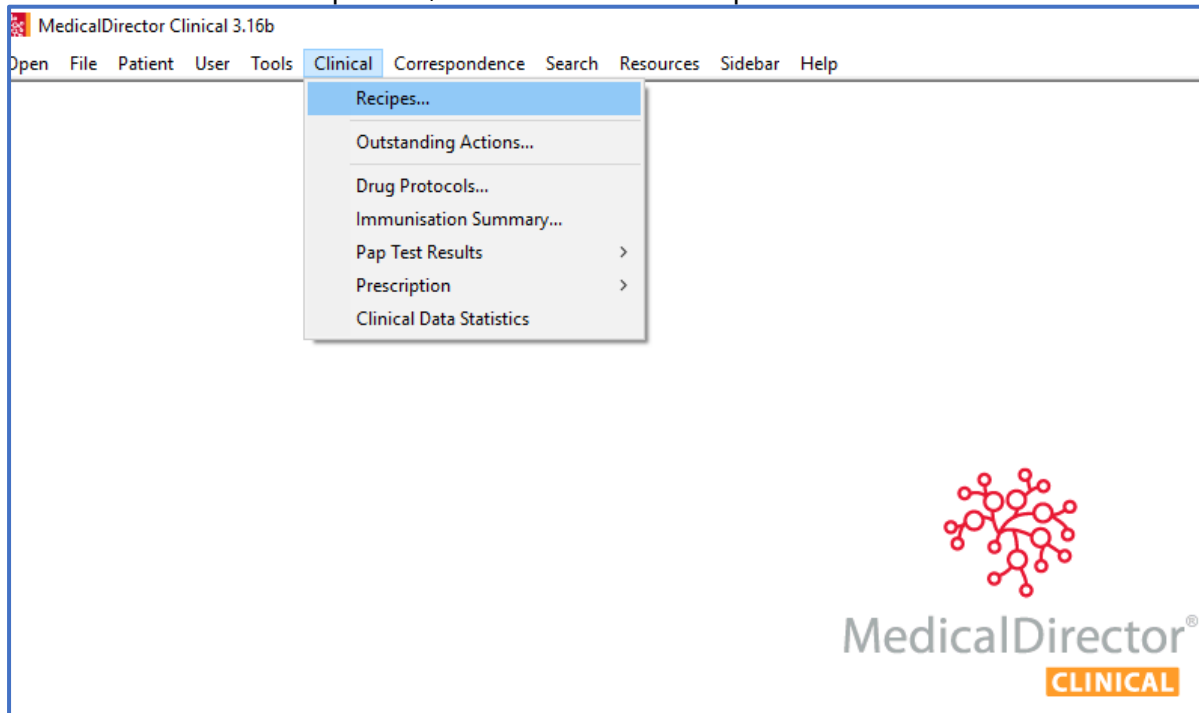 MedicalDirector Clinical 3.16b
Open File Patient User Tools Clinical Correspondence Search Resources Sidebar Help
Recipes...
Outstanding Actions...
Drug Protocols...
Immunisation Summary...
Pap Test Results >
Prescription >
Clinical Data Statistics
MedicalDirector®
CLINICAL